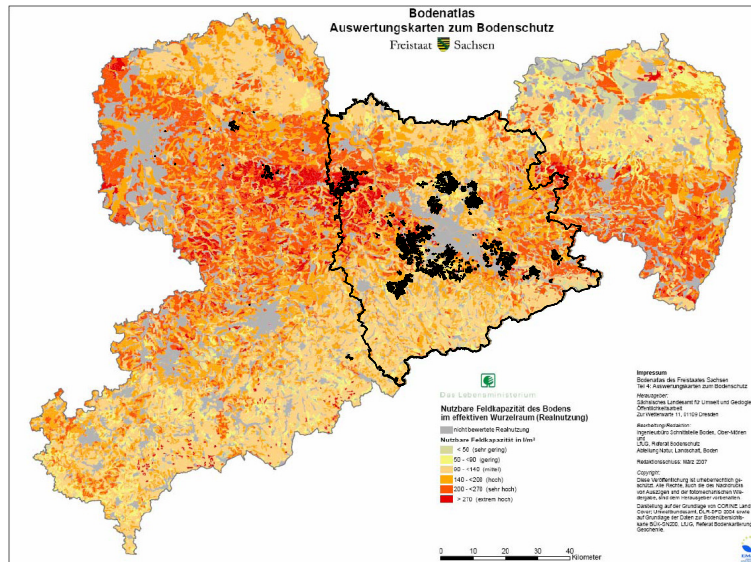 Bodenatlas
Auswertungskarten zum Bodenschutz
Freistaat Sachsen
Das Lebensministerium
Nutzbare Feldkapazität des Bodens
im effektiven Wurzelraum (Realnutzung)
nicht bewertete Realnutzung
Nutzbare Feldkapazität in l/m²
< 50 (sehr gering)
50 - <90 (gering)
90 - <140 (mittel)
140 - <200 (hoch)
200 - <270 (sehr hoch)
> 270 (extrem hoch)
0 10 20 30 40
Kilometer
Impressum
Bodenatlas des Freistaates Sachsen
Teil 4: Auswertungskarten zum Bodenschutz
Herausgeber:
Sächsisches Landesamt für Umwelt und Geologie
Öffentlichkeitsarbeit
Zur Wetterwarte 11, 01109 Dresden
Bearbeitung/Redaktion:
Ingenieurbüro Schnittstelle Boden, Ober-Mörlen
und
LfUG, Referat Bodenschutz
Abteilung Natur, Landschaft, Boden
Redaktionsschluss: März 2007
Copyright:
Diese Veröffentlichung ist urheberrechtlich ge-
schützt. Alle Rechte, auch die des Nachdrucks
von Auszügen und der fotomechanischen Wie-
dergabe, sind dem Herausgeber vorbehalten.
Darstellung auf der Grundlage von CORINE Land
Cover; Umweltbundesamt, DLR-DFD 2004 sowie
auf Grundlage der Daten zur Bodenübersichts-
karte BÜK-SN200, LfUG, Referat Bodenkartierung,
Geochemie.